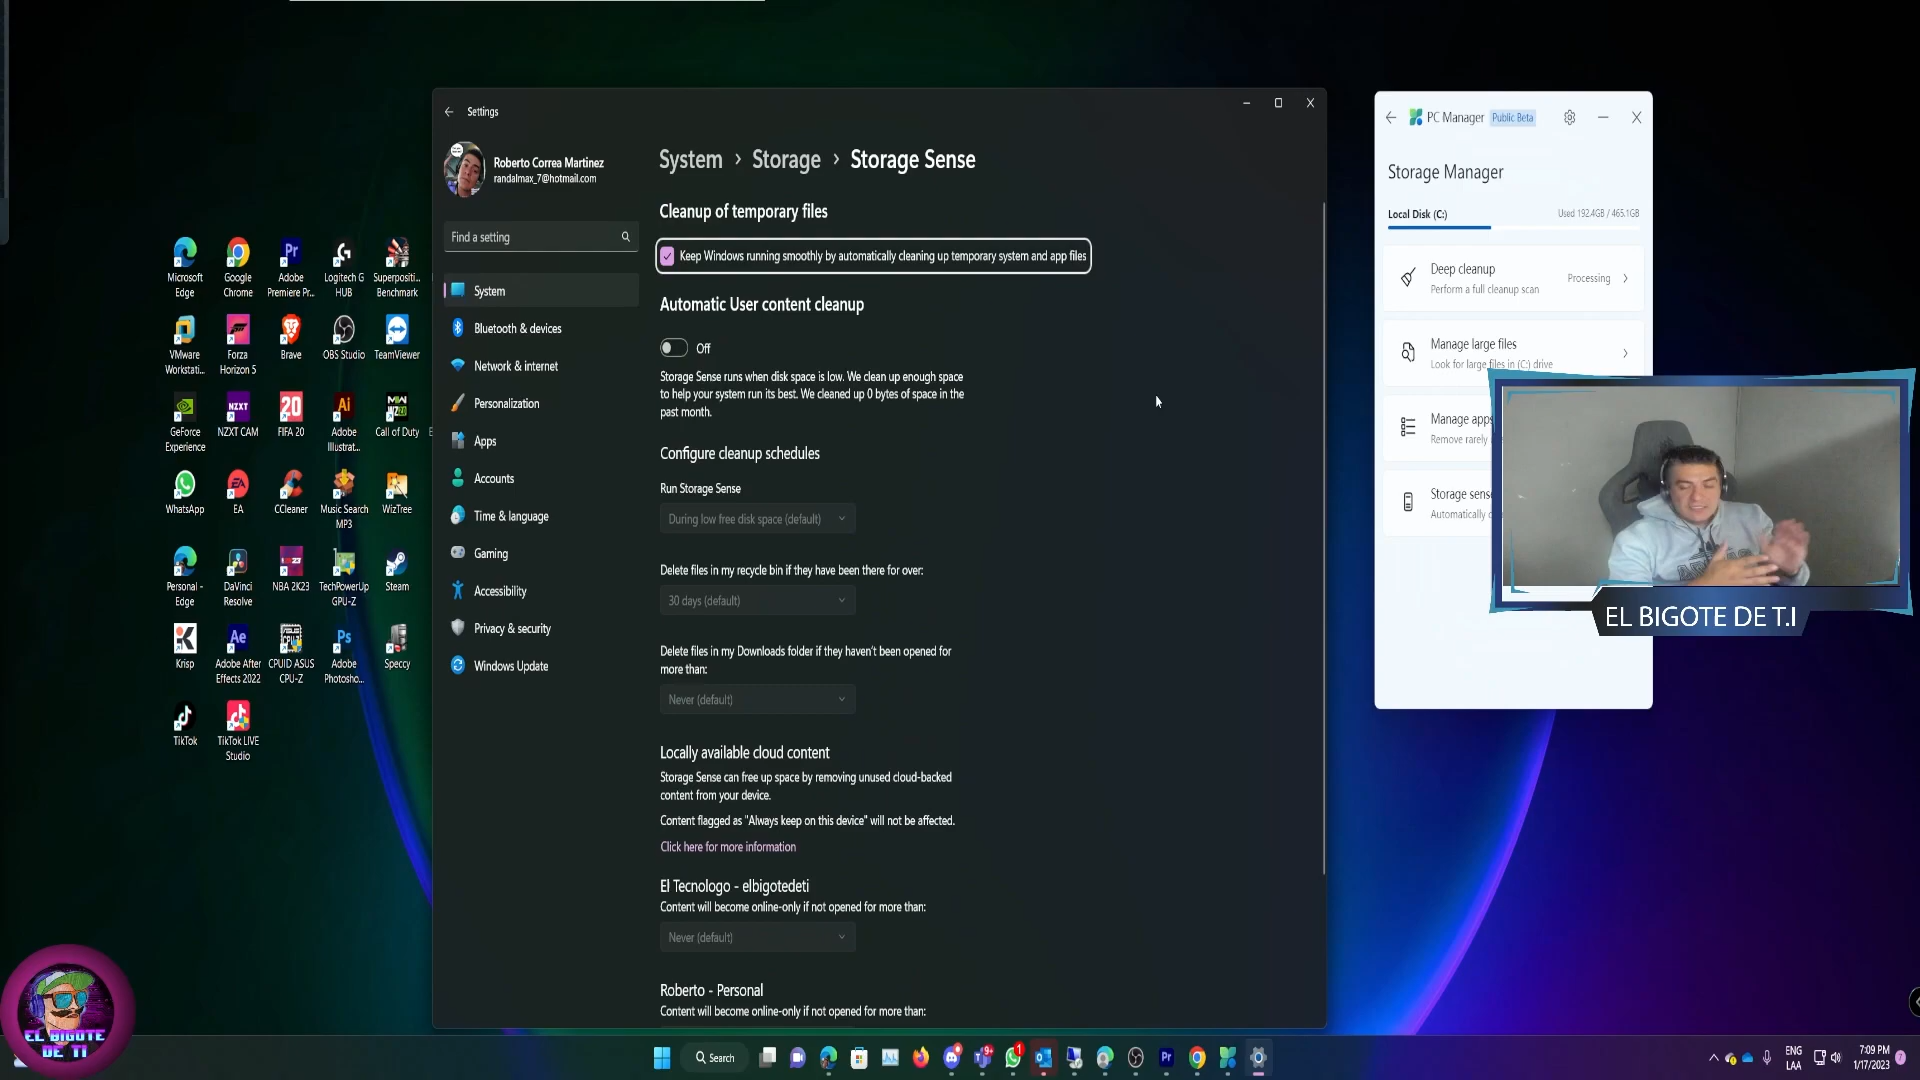 Settings
Roberto Correa Martinez
randalmax_7@hotmail.com
Find a setting
System
Bluetooth & devices
Network & internet
Personalization
Apps
Accounts
Time & language
Gaming
Accessibility
Privacy & security
Windows Update
System > Storage > Storage Sense
Cleanup of temporary files
Keep Windows running smoothly by automatically cleaning up temporary system and app files
Automatic User content cleanup
Off
Storage Sense runs when disk space is low. We clean up enough space
to help your system run its best. We cleaned up 0 bytes of space in the
past month.
Configure cleanup schedules
Run Storage Sense
During low free disk space (default)
Delete files in my recycle bin if they have been there for over:
30 days (default)
Delete files in my Downloads folder if they haven't been opened for
more than:
Never (default)
Locally available cloud content
Storage Sense can free up space by removing unused cloud-backed
content from your device.
Content flagged as "Always keep on this device" will not be affected.
Click here for more information
El Tecnologo - elbigotedeti
Content will become online-only if not opened for more than:
Never (default)
Roberto - Personal
Content will become online-only if not opened for more than:
PC Manager Public Beta
Storage Manager
Local Disk (C:) Used 192.4GB / 465.1GB
Deep cleanup
Perform a full cleanup scan
Processing
Manage large files
Look for large files in (C:) drive
Manage apps
Remove rarely
Storage sense
Automatically
EL BIGOTE DE T.I
Microsoft
Edge
Google
Chrome
Adobe
Premiere Pr...
Logitech G
HUB
Superpositi...
Benchmark
VMware
Workstati...
Forza
Horizon 5
Brave
OBS Studio
TeamViewer
GeForce
Experience
NZXT CAM
FIFA 20
Adobe
Illustrat...
Call of Duty
WhatsApp
EA
CCleaner
Music Search
MP3
WizTree
Personal -
Edge
DaVinci
Resolve
NBA 2K23
TechPowerUp
GPU-Z
Steam
Krisp
Adobe After
Effects 2022
CPUID ASUS
CPU-Z
Adobe
Photosho...
Speccy
TikTok
TikTok LIVE
Studio
EL BIGOTE
DE TI
Search
ENG
LAA
7:09 PM
1/17/2023
7